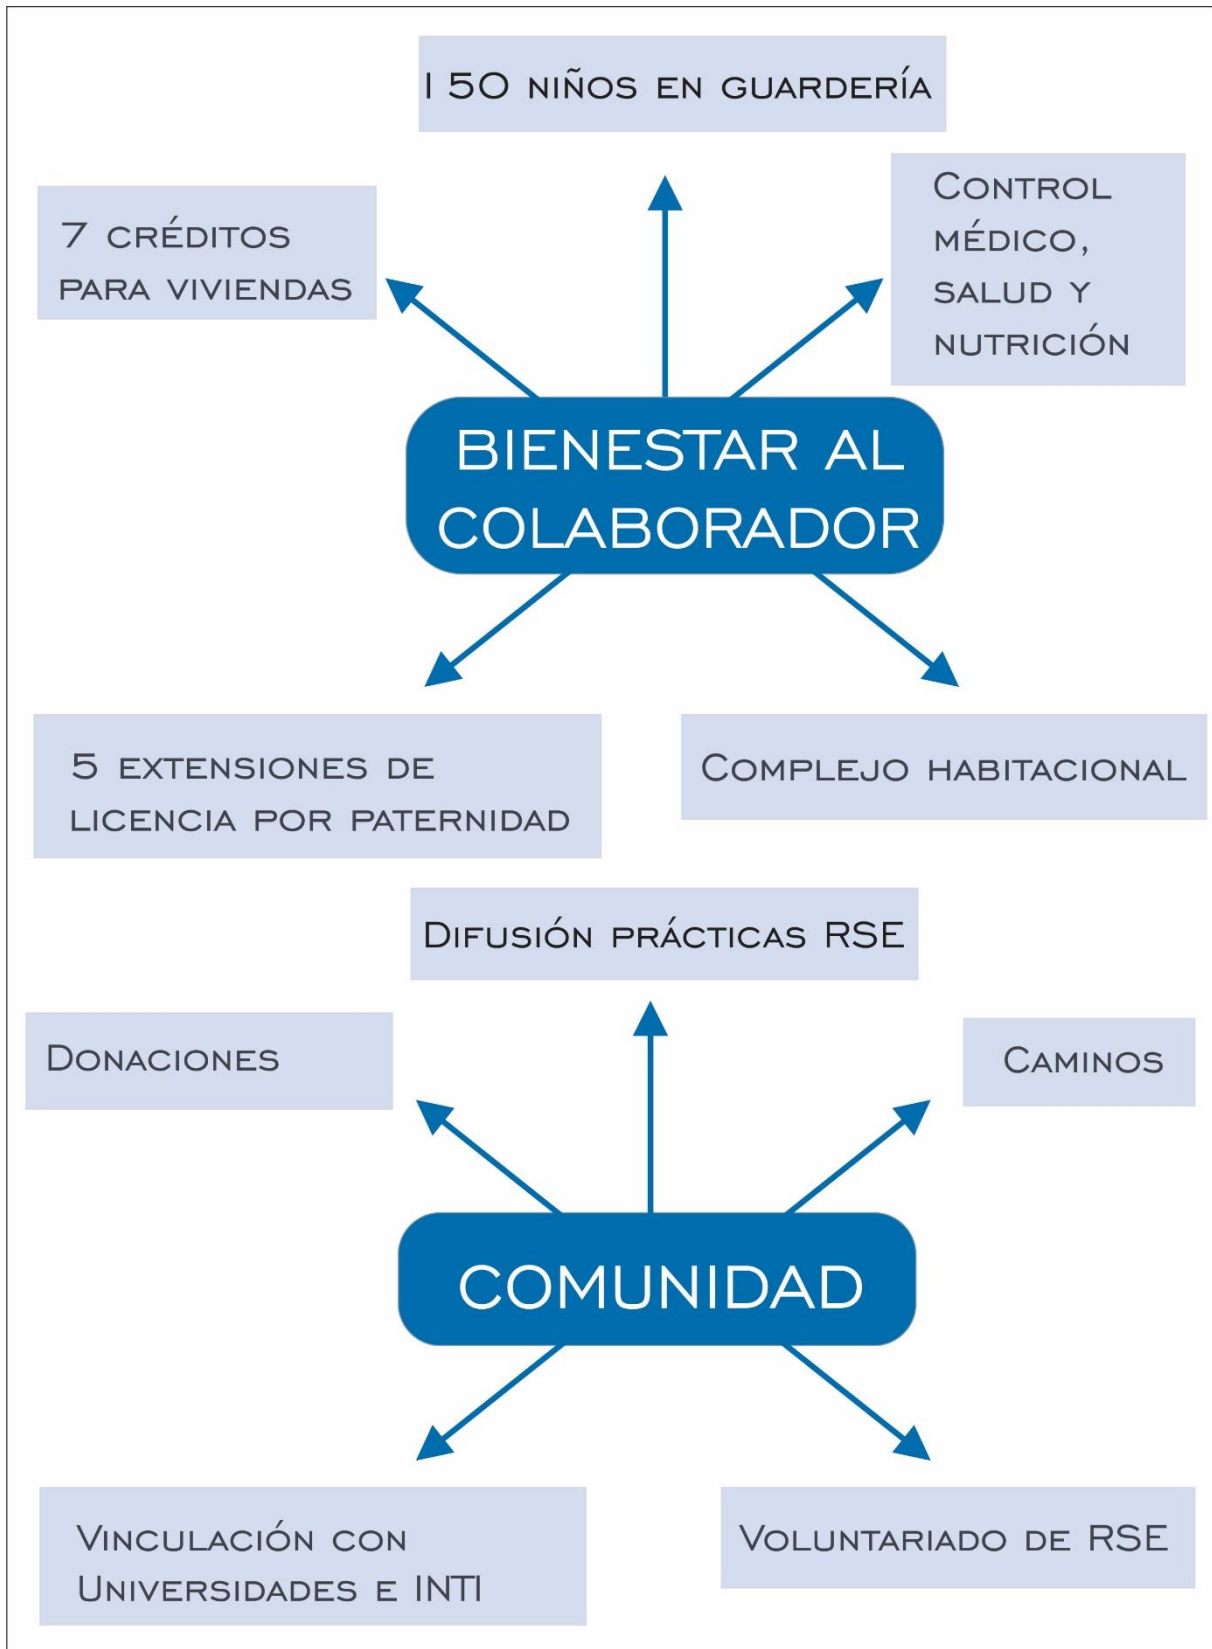 150 NIÑOS EN GUARDERÍA
7 CRÉDITOS
PARA VIVIENDAS
CONTROL
MÉDICO,
SALUD Y
NUTRICIÓN
BIENESTAR AL
COLABORADOR
5 EXTENSIONES DE
LICENCIA POR PATERNIDAD
COMPLEJO HABITACIONAL
DIFUSIÓN PRÁCTICAS RSE
DONACIONES
CAMINOS
COMUNIDAD
VINCULACIÓN CON
UNIVERSIDADES E INTI
VOLUNTARIADO DE RSE